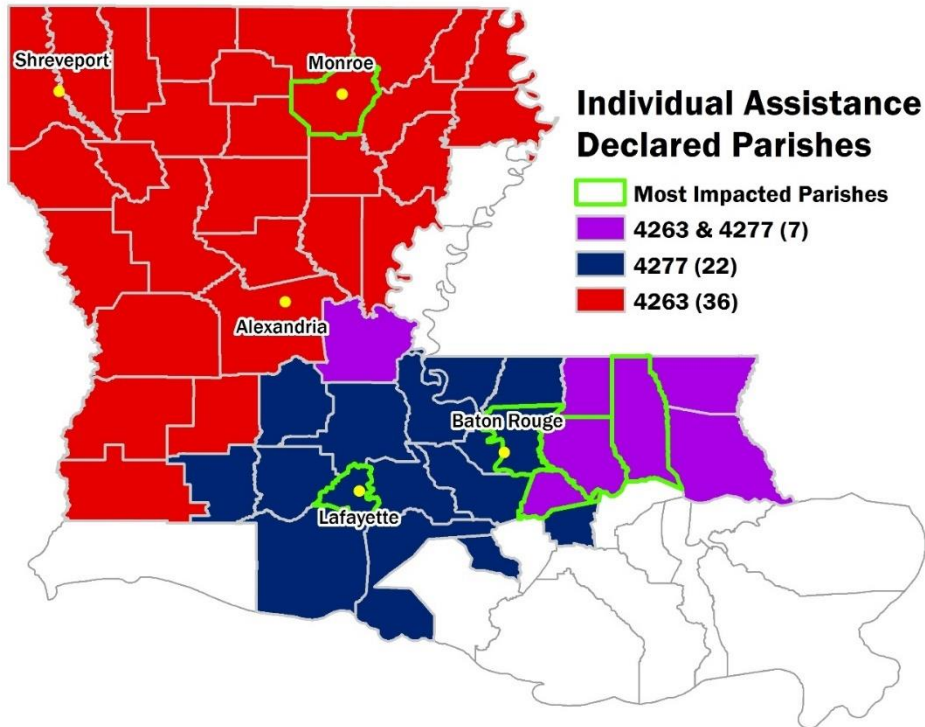 Shreveport
Monroe
Individual Assistance
Declared Parishes
Most Impacted Parishes
4263 & 4277 (7)
4277 (22)
4263 (36)
Alexandria
Baton Rouge
Lafayette